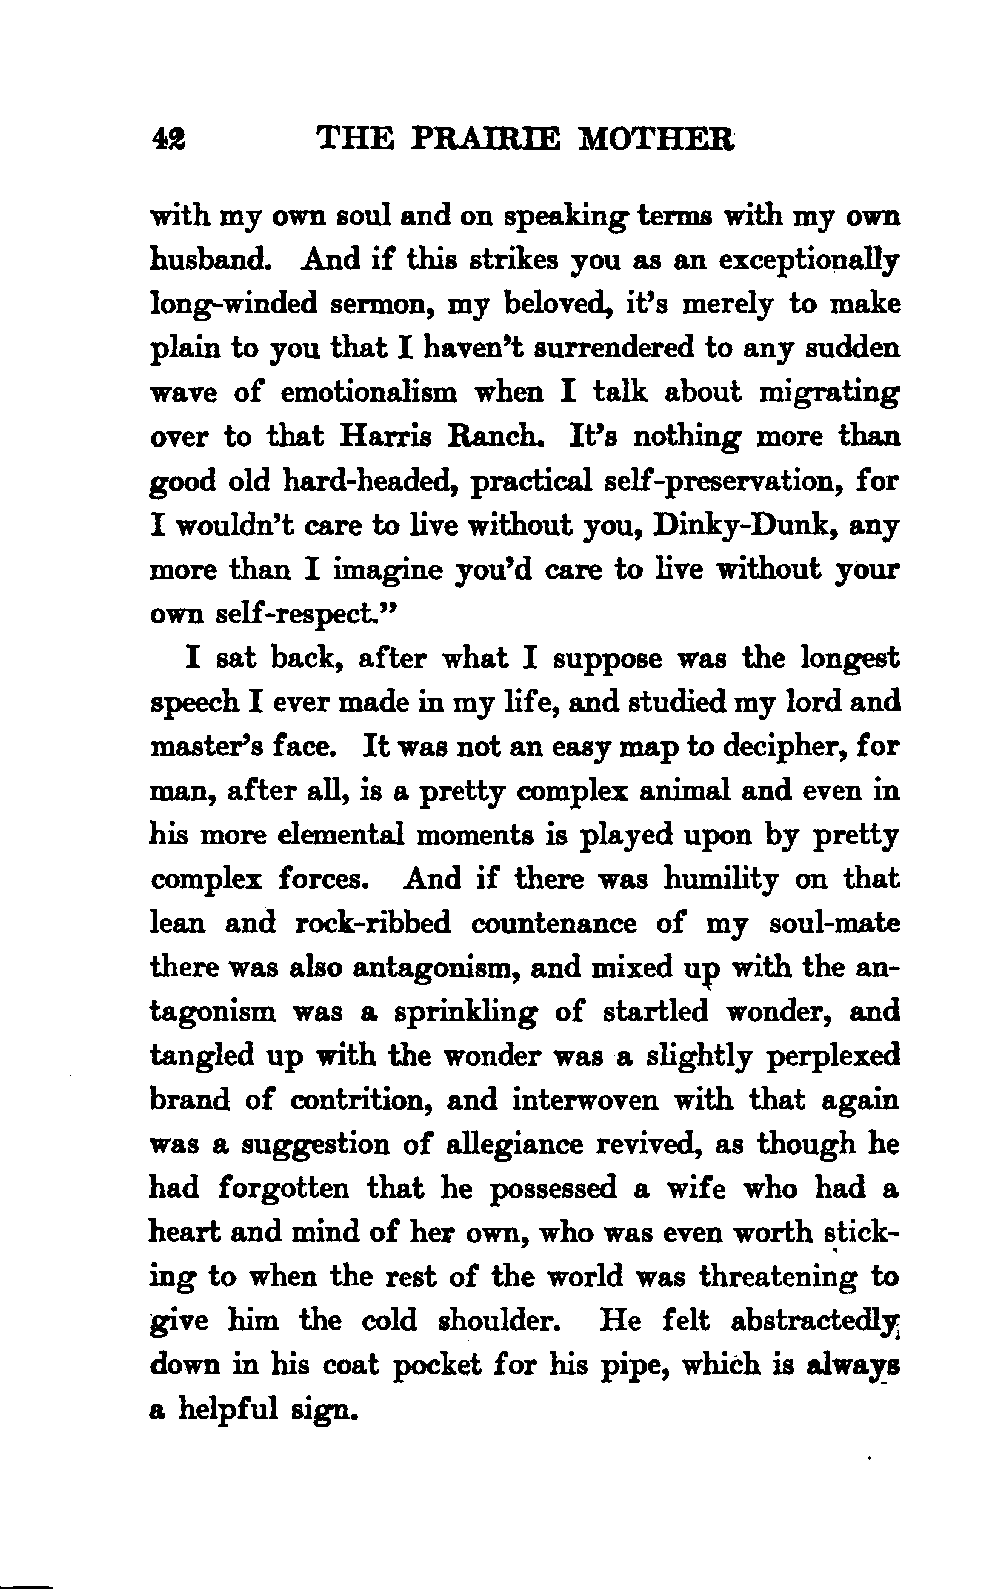 42 THE PRAIRIE MOTHER
with my own soul and on speaking terms with my own
husband. And if this strikes you as an exceptionally
long-winded sermon, my beloved, it's merely to make
plain to you that I haven't surrendered to any sudden
wave of emotionalism when I talk about migrating
over to that Harris Ranch. It's nothing more than
good old hard-headed, practical self-preservation, for
I wouldn't care to live without you, Dinky-Dunk, any
more than I imagine you'd care to live without your
own self-respect."
I sat back, after what I suppose was the longest
speech I ever made in my life, and studied my lord and
master's face. It was not an easy map to decipher, for
man, after all, is a pretty complex animal and even in
his more elemental moments is played upon by pretty
complex forces. And if there was humility on that
lean and rock-ribbed countenance of my soul-mate
there was also antagonism, and mixed up with the an-
tagonism was a sprinkling of startled wonder, and
tangled up with the wonder was a slightly perplexed
brand of contrition, and interwoven with that again
was a suggestion of allegiance revived, as though he
had forgotten that he possessed a wife who had a
heart and mind of her own, who was even worth stick-
ing to when the rest of the world was threatening to
give him the cold shoulder. He felt abstractedly
down in his coat pocket for his pipe, which is always
a helpful sign.